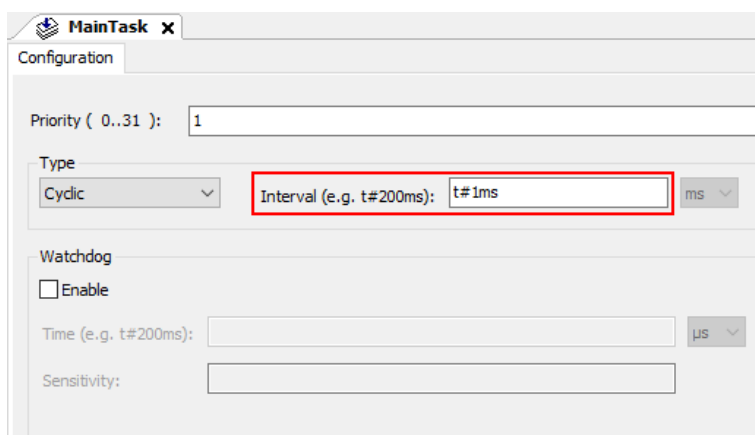 MainTask x
Configuration
Priority ( 0..31 ): 1
Type
Cyclic Interval (e.g. t#200ms): t#1ms ms
Watchdog
Enable
Time (e.g. t#200ms): µs
Sensitivity: